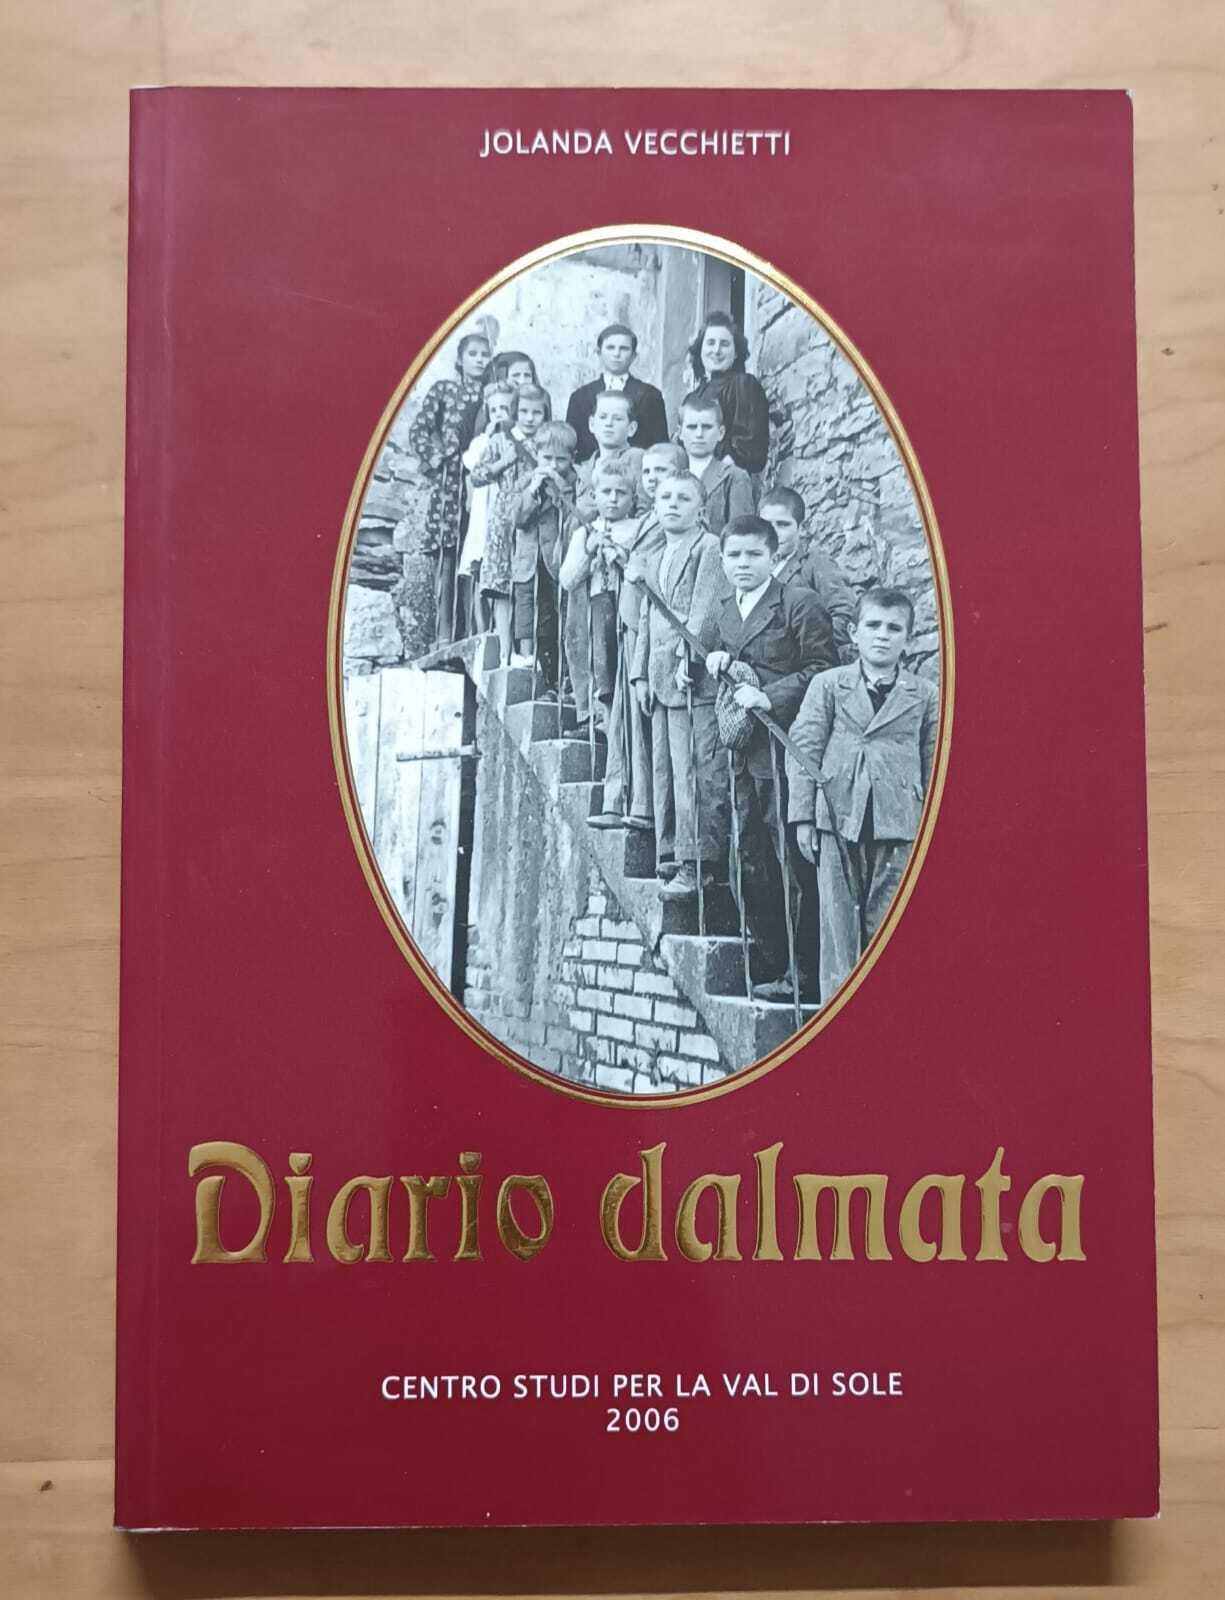 JOLANDA VECCHIETTI
Diario dalmata
CENTRO STUDI PER LA VAL DI SOLE
2006